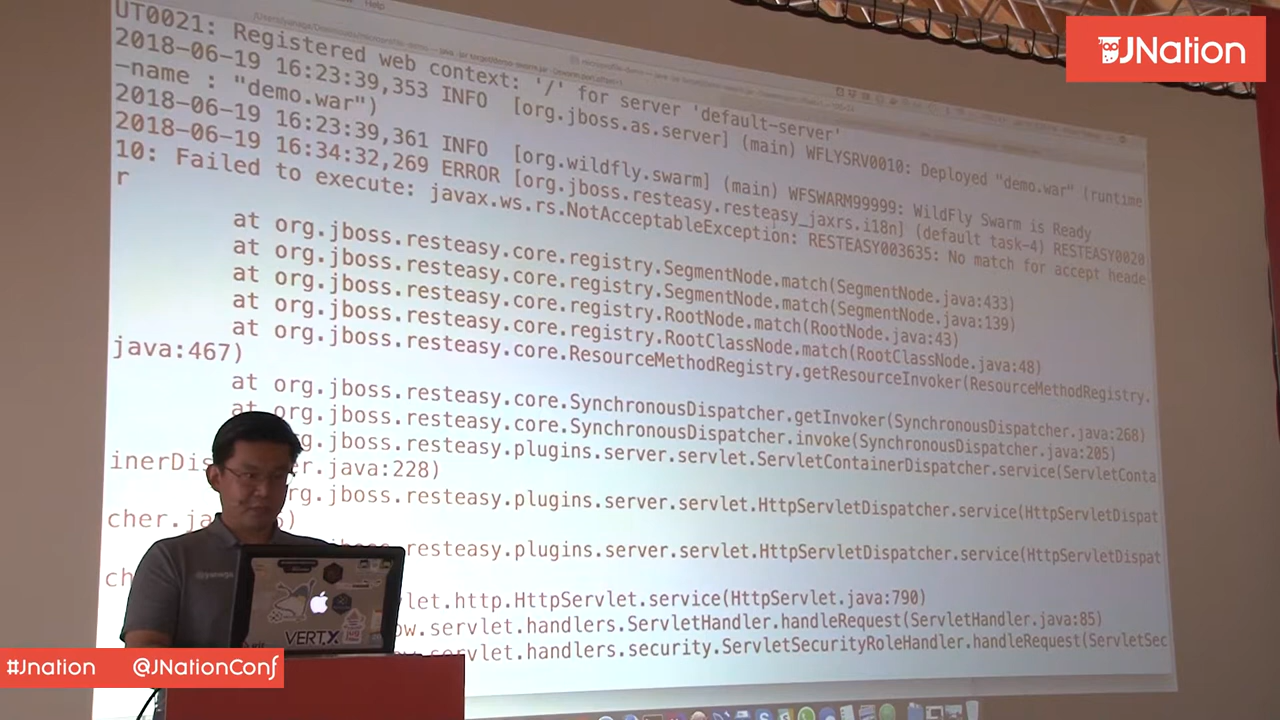 Help
JNation
UT0021: Registered web context: '/' for server 'default-server'
2018-06-19 16:23:39,353 INFO [org.jboss.as.server] (main) WFLYSRV0010: Deployed "demo.war" (runtime
-name : "demo.war")
2018-06-19 16:23:39,361 INFO [org.wildfly.swarm] (main) WFSWARM99999: WildFly Swarm is Ready
2018-06-19 16:34:32,269 ERROR [org.jboss.resteasy.resteasy_jaxrs.i18n] (default task-4) RESTEASY0020
10: Failed to execute: javax.ws.rs.NotAcceptableException: RESTEASY003635: No match for accept heade
r
at org.jboss.resteasy.core.registry.SegmentNode.match(SegmentNode.java:433)
at org.jboss.resteasy.core.registry.SegmentNode.match(SegmentNode.java:139)
at org.jboss.resteasy.core.registry.RootNode.match(RootNode.java:43)
at org.jboss.resteasy.core.registry.RootClassNode.match(RootClassNode.java:48)
at org.jboss.resteasy.core.ResourceMethodRegistry.getResourceInvoker(ResourceMethodRegistry.
java:467)
at org.jboss.resteasy.core.SynchronousDispatcher.getInvoker(SynchronousDispatcher.java:268)
at org.jboss.resteasy.core.SynchronousDispatcher.invoke(SynchronousDispatcher.java:205)
rg.jboss.resteasy.plugins.server.servlet.ServletContainerDispatcher.service(ServletConta
inerDis r.java:228)
rg.jboss.resteasy.plugins.server.servlet.HttpServletDispatcher.service(HttpServletDispat
cher.ja )
resteasy.plugins.server.servlet.HttpServletDispatcher.service(HttpServletDispat
ch
let.http.HttpServlet.service(HttpServlet.java:790)
ow.servlet.handlers.ServletHandler.handleRequest(ServletHandler.java:85)
servlet.handlers.security.ServletSecurityRoleHandler.handleRequest(ServletSec
VERT.X
#Jnation @JNationConf